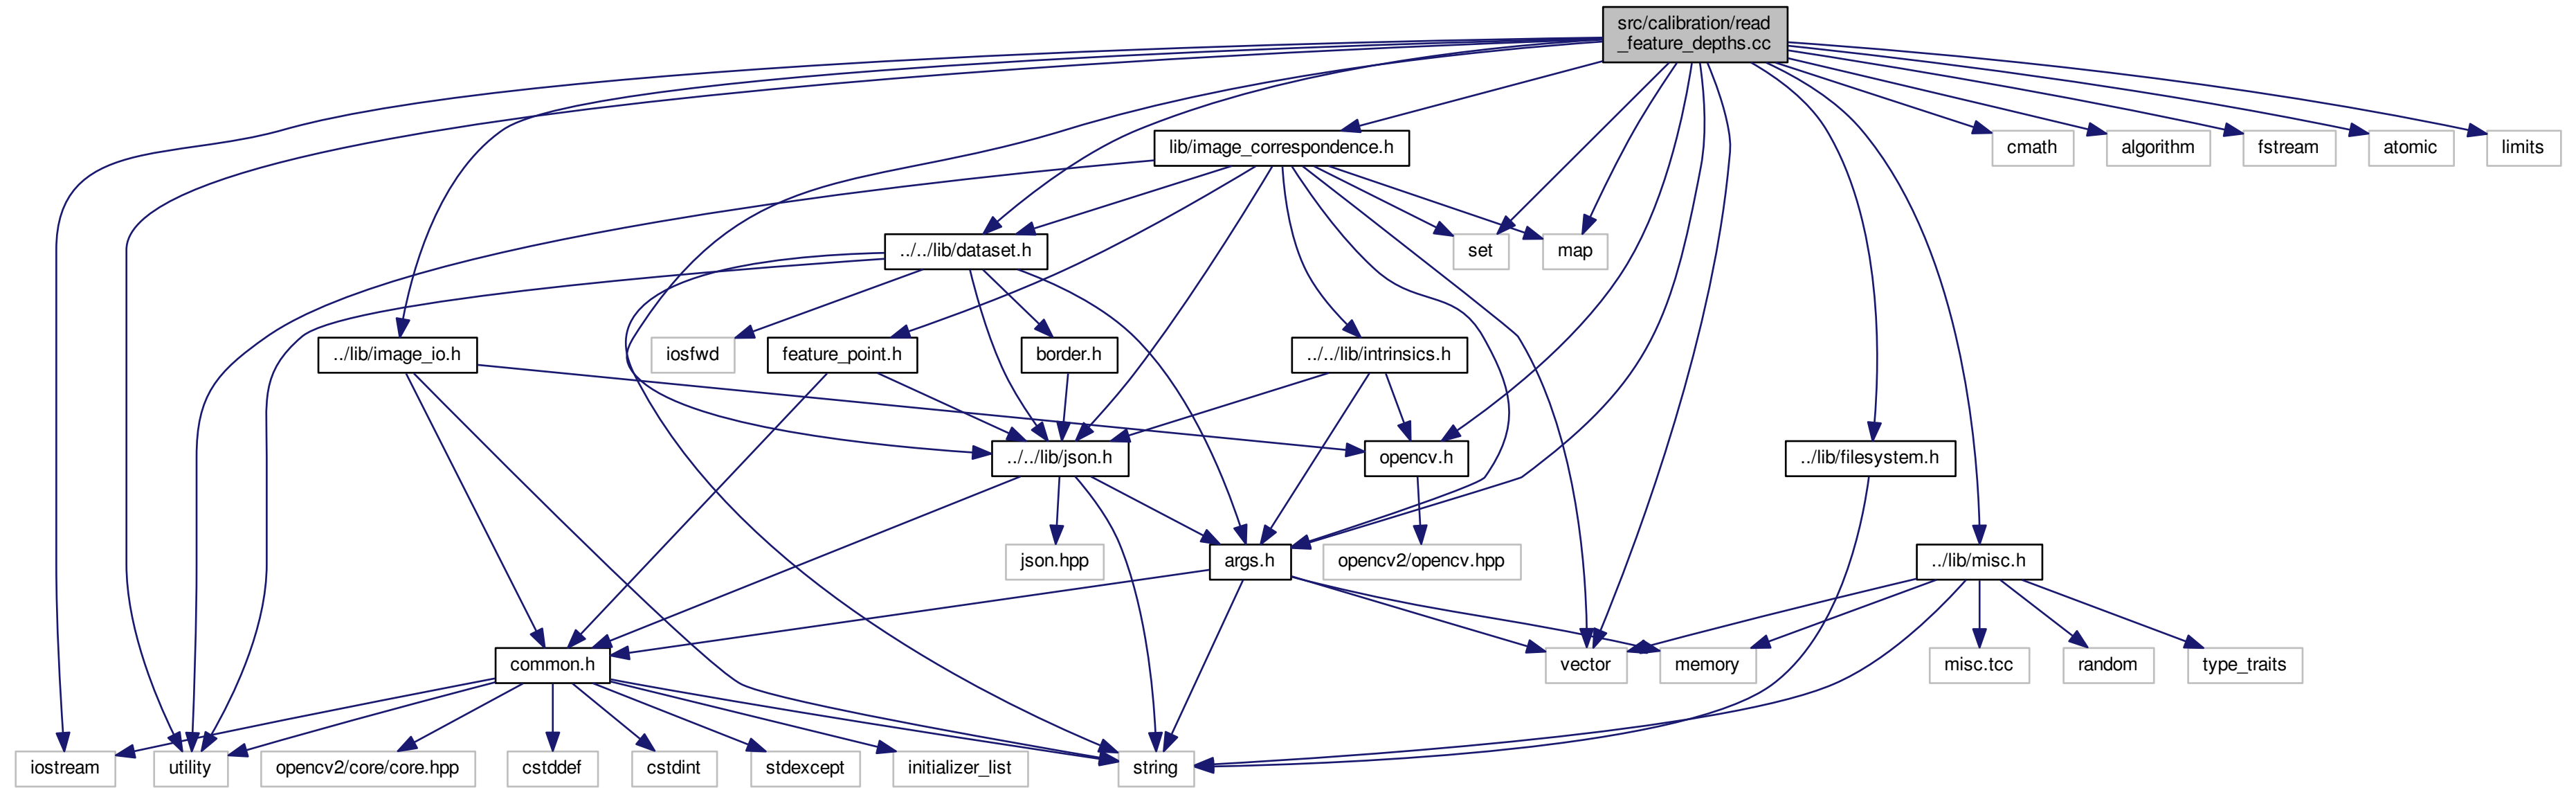 src/calibration/read
_feature_depths.cc
lib/image_correspondence.h
cmath
algorithm
fstream
atomic
limits
../../lib/dataset.h
set
map
../lib/image_io.h
iosfwd
feature_point.h
border.h
../../lib/intrinsics.h
../../lib/json.h
opencv.h
../lib/filesystem.h
json.hpp
args.h
opencv2/opencv.hpp
../lib/misc.h
common.h
vector
memory
misc.tcc
random
type_traits
iostream
utility
opencv2/core/core.hpp
cstddef
cstdint
stdexcept
initializer_list
string